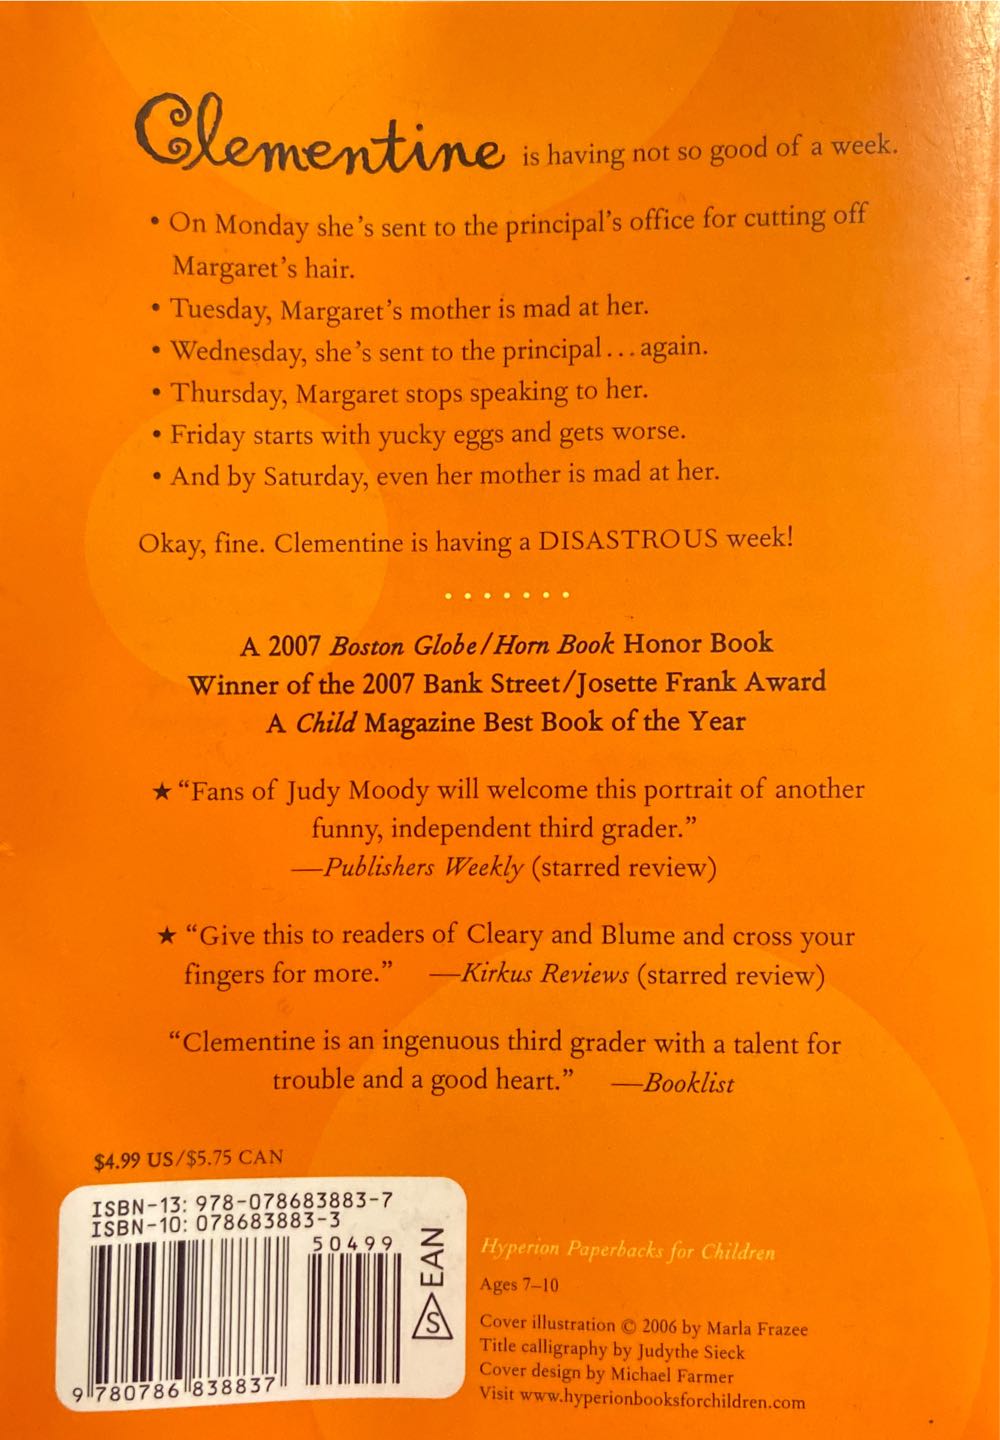 Clementine is having not so good of a week.
• On Monday she's sent to the principal's office for cutting off
Margaret's hair.
• Tuesday, Margaret's mother is mad at her.
• Wednesday, she's sent to the principal...again.
• Thursday, Margaret stops speaking to her.
• Friday starts with yucky eggs and gets worse.
• And by Saturday, even her mother is mad at her.
Okay, fine. Clementine is having a DISASTROUS week!
A 2007 Boston Globe/Horn Book Honor Book
Winner of the 2007 Bank Street/Josette Frank Award
A Child Magazine Best Book of the Year
★ “Fans of Judy Moody will welcome this portrait of another
funny, independent third grader.”
—Publishers Weekly (starred review)
★ “Give this to readers of Cleary and Blume and cross your
fingers for more.” —Kirkus Reviews (starred review)
“Clementine is an ingenuous third grader with a talent for
trouble and a good heart.” —Booklist
$4.99 US/$5.75 CAN
ISBN-13: 978-078683883-7
ISBN-10: 078683883-3
50499
9 780786 838837
S EAN
Hyperion Paperbacks for Children
Ages 7–10
Cover illustration © 2006 by Marla Frazee
Title calligraphy by Judythe Sieck
Cover design by Michael Farmer
Visit www.hyperionbooksforchildren.com